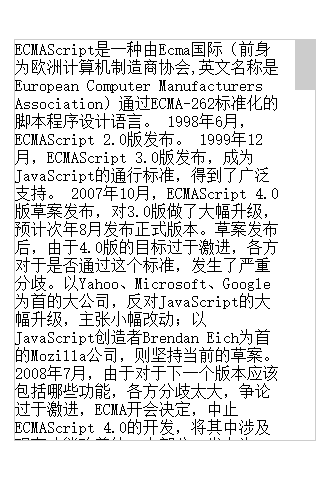 ECMAScript是一种由Ecma国际（前身
为欧洲计算机制造商协会,英文名称是
European Computer Manufacturers
Association）通过ECMA-262标准化的
脚本程序设计语言。 1998年6月，
ECMAScript 2.0版发布。 1999年12
月，ECMAScript 3.0版发布，成为
JavaScript的通行标准，得到了广泛
支持。 2007年10月，ECMAScript 4.0
版草案发布，对3.0版做了大幅升级，
预计次年8月发布正式版本。草案发布
后，由于4.0版的目标过于激进，各方
对于是否通过这个标准，发生了严重
分歧。以Yahoo、Microsoft、Google
为首的大公司，反对JavaScript的大
幅升级，主张小幅改动；以
JavaScript创造者Brendan Eich为首
的Mozilla公司，则坚持当前的草案。
2008年7月，由于对于下一个版本应该
包括哪些功能，各方分歧太大，争论
过于激进，ECMA开会决定，中止
ECMAScript 4.0的开发，将其中涉及